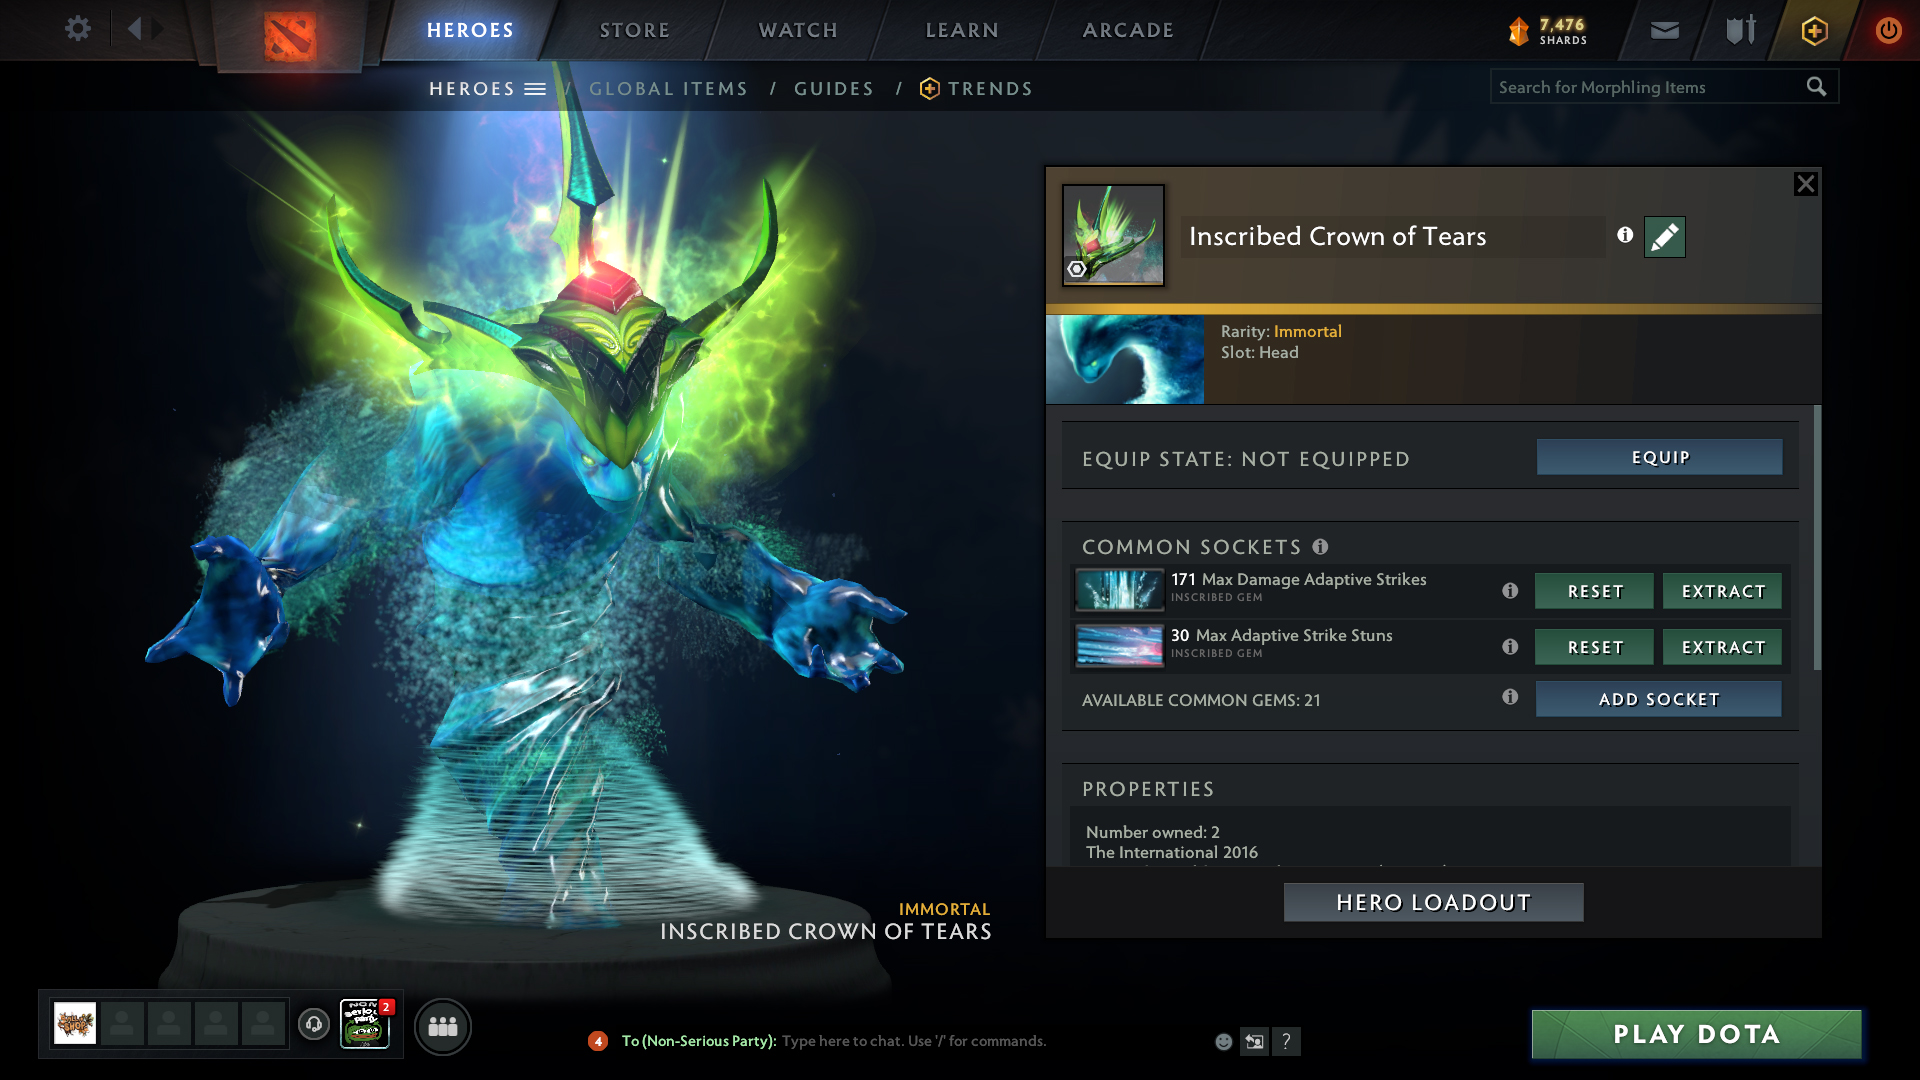 HEROES
STORE
WATCH
LEARN
ARCADE
7,476
SHARDS
HEROES / GLOBAL ITEMS / GUIDES / TRENDS
Search for Morphling Items
Inscribed Crown of Tears
Rarity: Immortal
Slot: Head
EQUIP STATE: NOT EQUIPPED
EQUIP
COMMON SOCKETS
171 Max Damage Adaptive Strikes
INSCRIBED GEM
RESET
EXTRACT
30 Max Adaptive Strike Stuns
INSCRIBED GEM
RESET
EXTRACT
AVAILABLE COMMON GEMS: 21
ADD SOCKET
PROPERTIES
Number owned: 2
The International 2016
HERO LOADOUT
IMMORTAL
INSCRIBED CROWN OF TEARS
2
4
To (Non-Serious Party): Type here to chat. Use '/' for commands.
?
PLAY DOTA